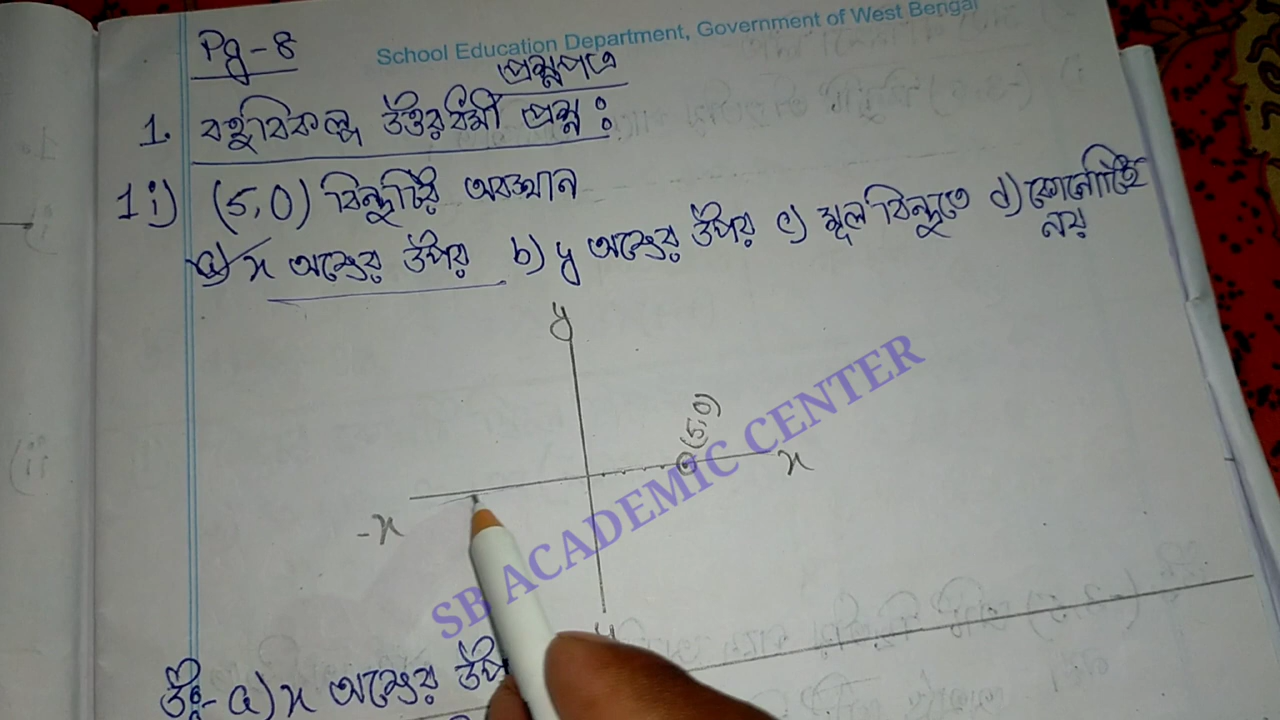 Pg-8
School Education Department, Government of West Bengal
প্রশ্নপত্র
1. বহুবিকল্প উত্তরধর্মী প্রশ্ন :
1 i) (5,0) বিন্দুটির অবস্থান
a) x অক্ষের উপর b) y অক্ষের উপর c) মূলবিন্দুতে d) কোনোটিই
নয়
y
(5,0)
x
-x
SB ACADEMIC CENTER
উঃ- a) x অক্ষের উপ